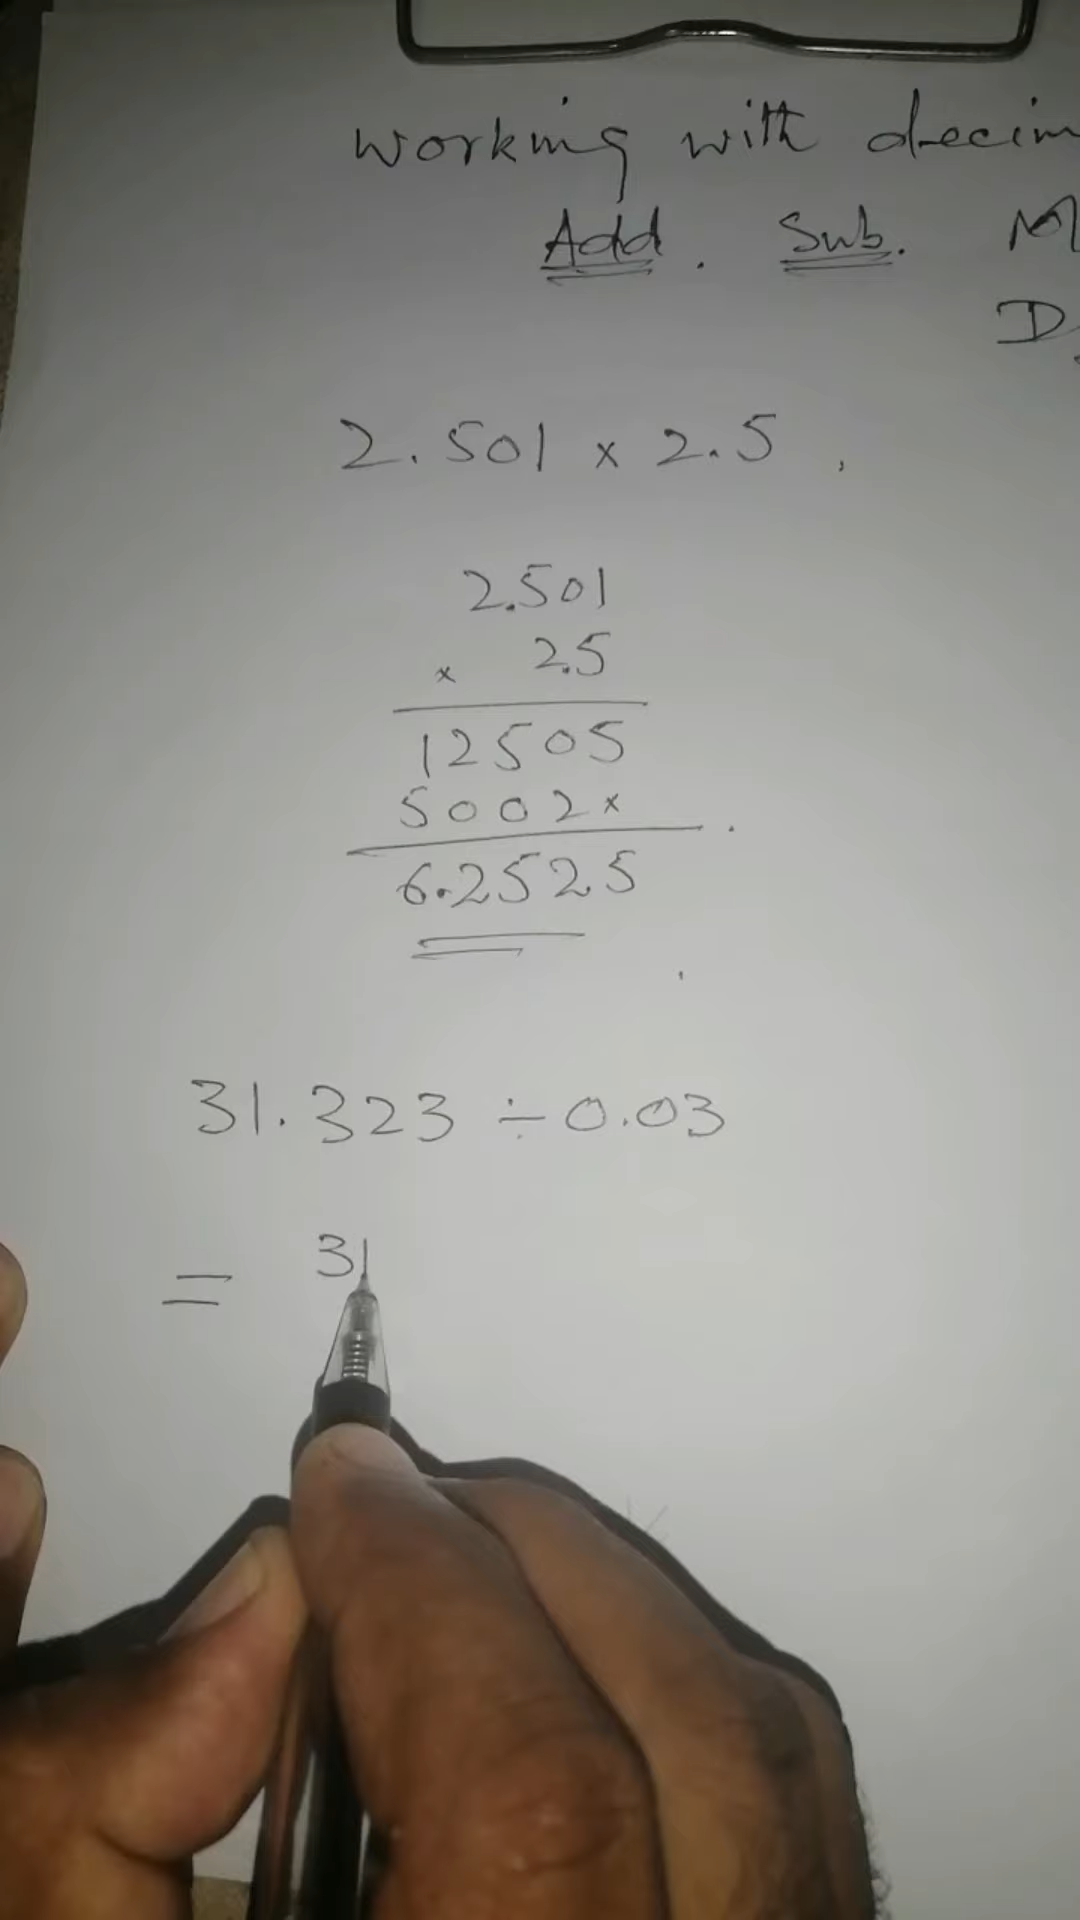 working with decim
Add. Sub. M
D
2.501 x 2.5,
2.501
x 2.5
12505
5002x
6.2525
31.323 ÷ 0.03
= 31